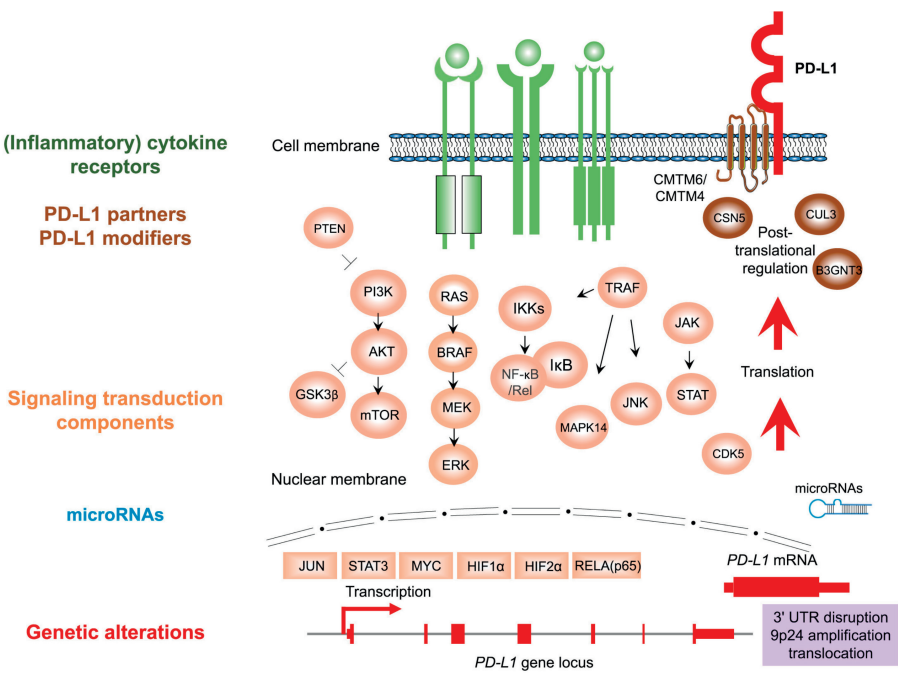 PD-L1
(Inflammatory) cytokine
receptors
Cell membrane
CMTM6/
CMTM4
PD-L1 partners
PD-L1 modifiers
CSN5
CUL3
Post-
translational
regulation
B3GNT3
PTEN
PI3K
RAS
IKKs
TRAF
JAK
AKT
BRAF
NF-κB
/Rel
IκB
Translation
GSK3β
mTOR
MEK
MAPK14
JNK
STAT
Signaling transduction
components
ERK
CDK5
Nuclear membrane
microRNAs
microRNAs
JUN
STAT3
MYC
HIF1α
HIF2α
RELA(p65)
PD-L1 mRNA
Transcription
Genetic alterations
3' UTR disruption
9p24 amplification
translocation
PD-L1 gene locus